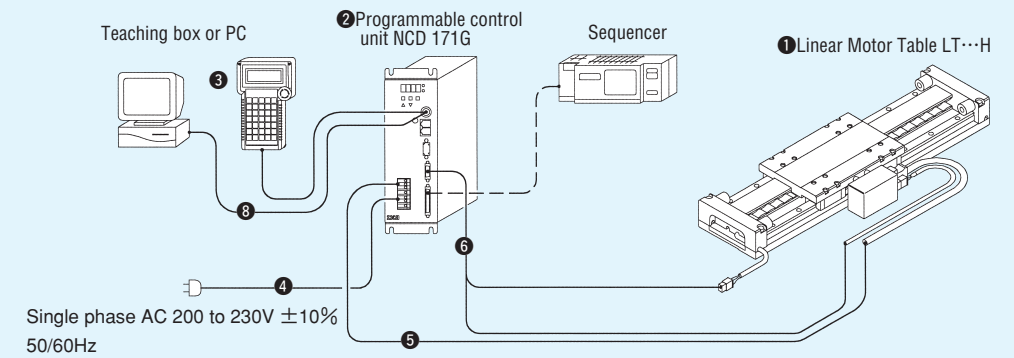 Teaching box or PC
❸
❷Programmable control
unit NCD 171G
Sequencer
❶Linear Motor Table LT⋯H
❽
❻
❹
Single phase AC 200 to 230V ±10%
50/60Hz
❺